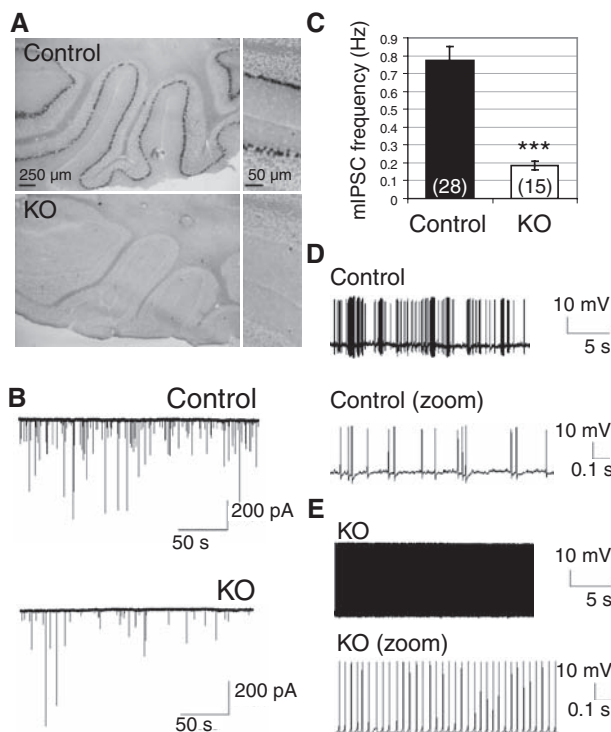 A
Control
250 µm
50 µm
KO
B
Control
200 pA
50 s
KO
200 pA
50 s
C
mIPSC frequency (Hz)
0.9
0.8
0.7
0.6
0.5
0.4
0.3
0.2
0.1
0
***
(28)
(15)
Control
KO
D
Control
10 mV
5 s
Control (zoom)
10 mV
0.1 s
E
KO
10 mV
5 s
KO (zoom)
10 mV
0.1 s